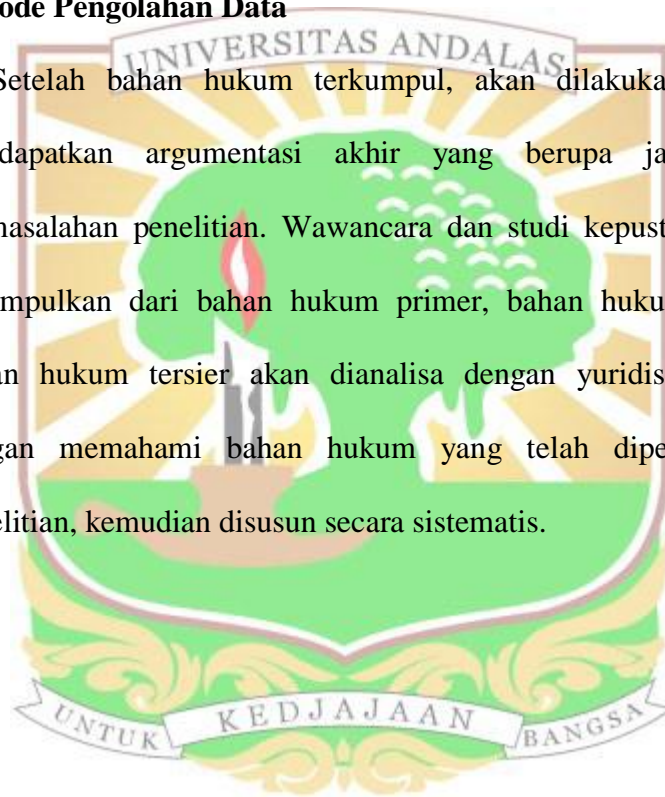 ode Pengolahan Data
UNIVERSITAS ANDALAS
Setelah bahan hukum terkumpul, akan dilakuka
dapatkan argumentasi akhir yang berupa ja
nasalahan penelitian. Wawancara dan studi kepust
mpulkan dari bahan hukum primer, bahan huku
an hukum tersier akan dianalisa dengan yuridis
gan memahami bahan hukum yang telah dipe
elitian, kemudian disusun secara sistematis.
UNTUK KEDJAJAAN BANGSA